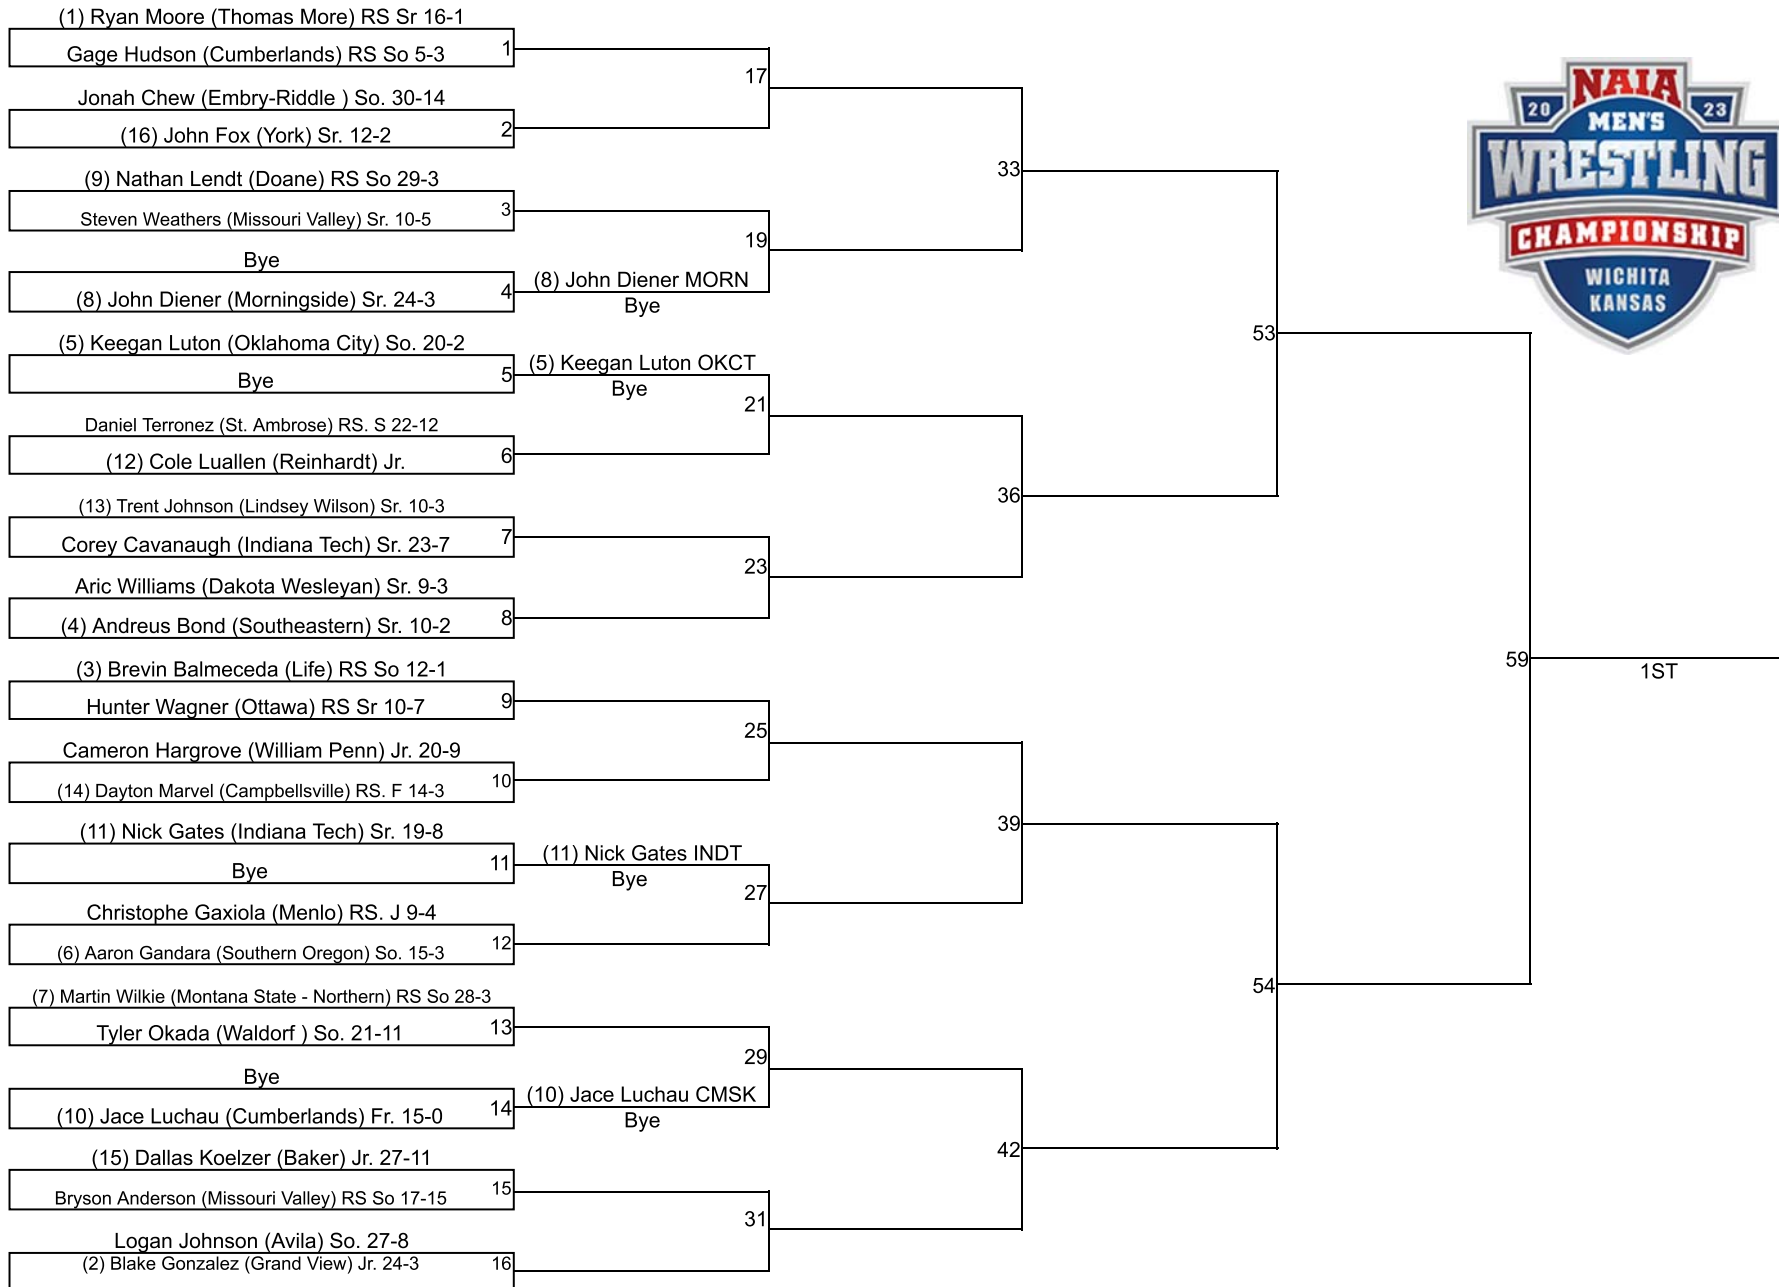 (1) Ryan Moore (Thomas More) RS Sr 16-1
Gage Hudson (Cumberlands) RS So 5-3
1
Jonah Chew (Embry-Riddle ) So. 30-14
(16) John Fox (York) Sr. 12-2
2
(9) Nathan Lendt (Doane) RS So 29-3
Steven Weathers (Missouri Valley) Sr. 10-5
3
Bye
(8) John Diener (Morningside) Sr. 24-3
4
(5) Keegan Luton (Oklahoma City) So. 20-2
Bye
5
Daniel Terronez (St. Ambrose) RS. S 22-12
(12) Cole Luallen (Reinhardt) Jr.
6
(13) Trent Johnson (Lindsey Wilson) Sr. 10-3
Corey Cavanaugh (Indiana Tech) Sr. 23-7
7
Aric Williams (Dakota Wesleyan) Sr. 9-3
(4) Andreus Bond (Southeastern) Sr. 10-2
8
(3) Brevin Balmeceda (Life) RS So 12-1
Hunter Wagner (Ottawa) RS Sr 10-7
9
Cameron Hargrove (William Penn) Jr. 20-9
(14) Dayton Marvel (Campbellsville) RS. F 14-3
10
(11) Nick Gates (Indiana Tech) Sr. 19-8
Bye
11
Christophe Gaxiola (Menlo) RS. J 9-4
(6) Aaron Gandara (Southern Oregon) So. 15-3
12
(7) Martin Wilkie (Montana State - Northern) RS So 28-3
Tyler Okada (Waldorf ) So. 21-11
13
Bye
(10) Jace Luchau (Cumberlands) Fr. 15-0
14
(15) Dallas Koelzer (Baker) Jr. 27-11
Bryson Anderson (Missouri Valley) RS So 17-15
15
Logan Johnson (Avila) So. 27-8
(2) Blake Gonzalez (Grand View) Jr. 24-3
16
17
19
(8) John Diener MORN
Bye
(5) Keegan Luton OKCT
Bye
21
23
25
(11) Nick Gates INDT
Bye
27
29
(10) Jace Luchau CMSK
Bye
31
33
36
39
42
53
54
59
1ST
NAIA
20 23
MEN'S
WRESTLING
CHAMPIONSHIP
WICHITA
KANSAS